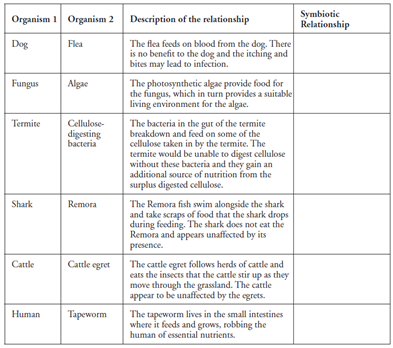 Organism 1 Organism 2 Description of the relationship Symbiotic
Relationship
Dog Flea The flea feeds on blood from the dog. There
is no benefit to the dog and the itching and
bites may lead to infection.
Fungus Algae The photosynthetic algae provide food for
the fungus, which in turn provides a suitable
living environment for the algae.
Termite Cellulose- The bacteria in the gut of the termite
digesting breakdown and feed on some of the
bacteria cellulose taken in by the termite. The
termite would be unable to digest cellulose
without these bacteria and they gain an
additional source of nutrition from the
surplus digested cellulose.
Shark Remora The Remora fish swim alongside the shark
and take scraps of food that the shark drops
during feeding. The shark does not eat the
Remora and appears unaffected by its
presence.
Cattle Cattle egret The cattle egret follows herds of cattle and
eats the insects that the cattle stir up as they
move through the grassland. The cattle
appear to be unaffected by the egrets.
Human Tapeworm The tapeworm lives in the small intestines
where it feeds and grows, robbing the
human of essential nutrients.